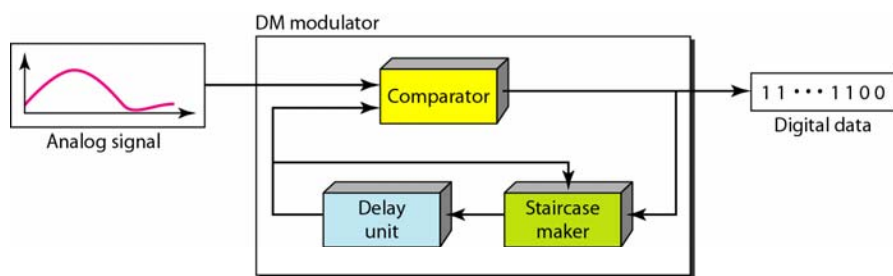 DM modulator
Comparator
11···1100
Analog signal
Digital data
Delay
unit
Staircase
maker